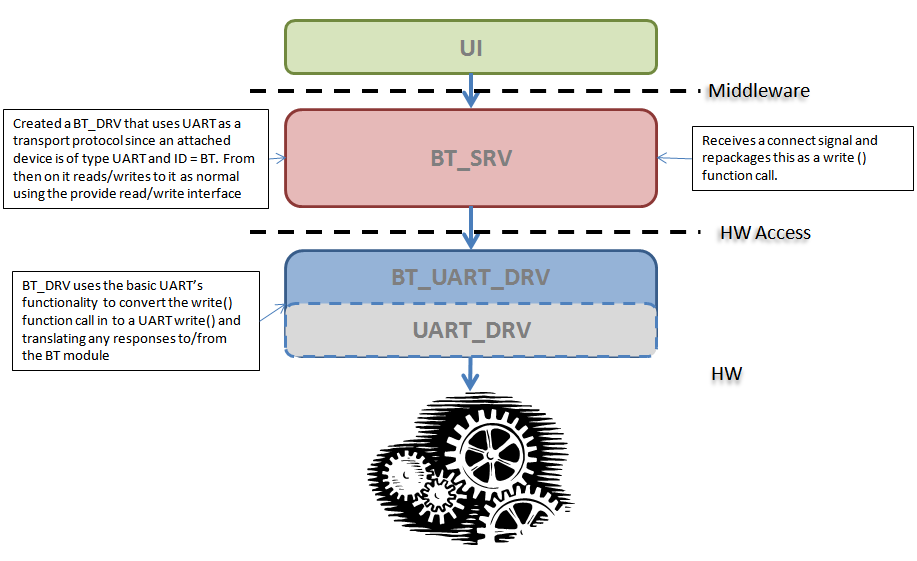 UI
Middleware
Created a BT_DRV that uses UART as a
transport protocol since an attached
device is of type UART and ID = BT. From
then on it reads/writes to it as normal
using the provide read/write interface
BT_SRV
Receives a connect signal and
repackages this as a write ()
function call.
HW Access
BT_UART_DRV
BT_DRV uses the basic UART’s
functionality to convert the write()
function call in to a UART write() and
translating any responses to/from
the BT module
UART_DRV
HW